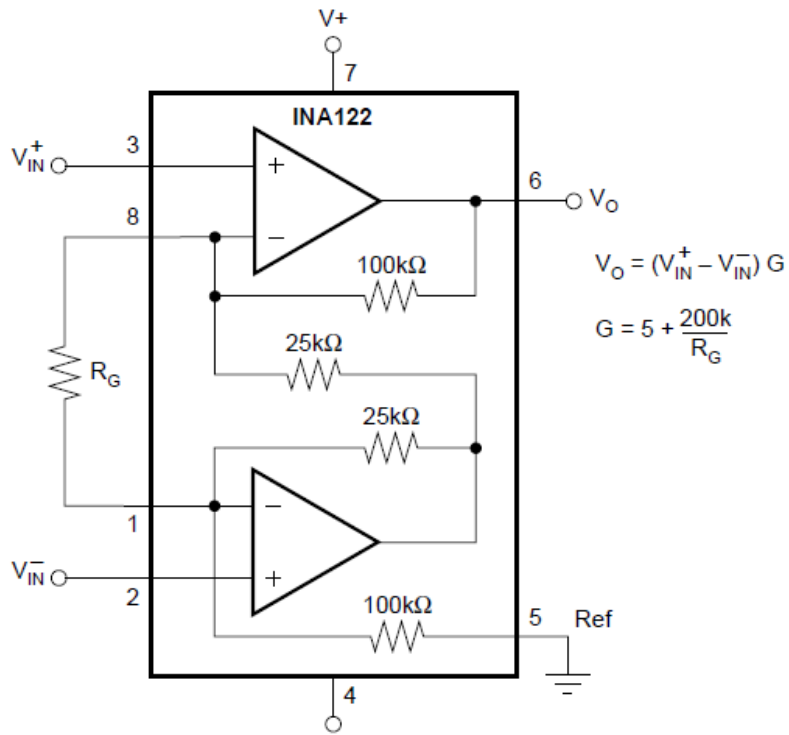 V+
7
INA122
V+IN
3
6
VO
8
100kΩ
VO = (V+IN – V–IN) G
G = 5 + 200k
RG
25kΩ
RG
25kΩ
1
V–IN
2
100kΩ
5
Ref
4
+
–
–
+